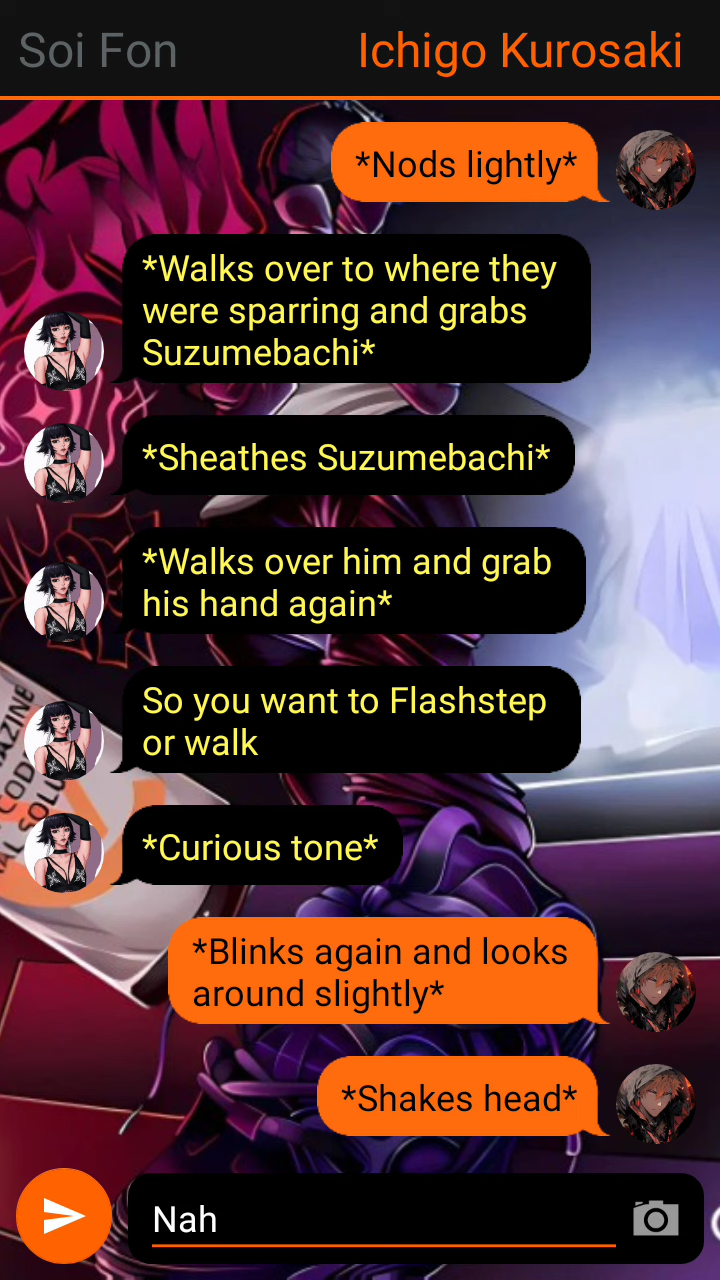 Soi Fon
Ichigo Kurosaki
*Nods lightly*
*Walks over to where they
were sparring and grabs
Suzumebachi*
*Sheathes Suzumebachi*
*Walks over him and grab
his hand again*
So you want to Flashstep
or walk
*Curious tone*
*Blinks again and looks
around slightly*
*Shakes head*
Nah